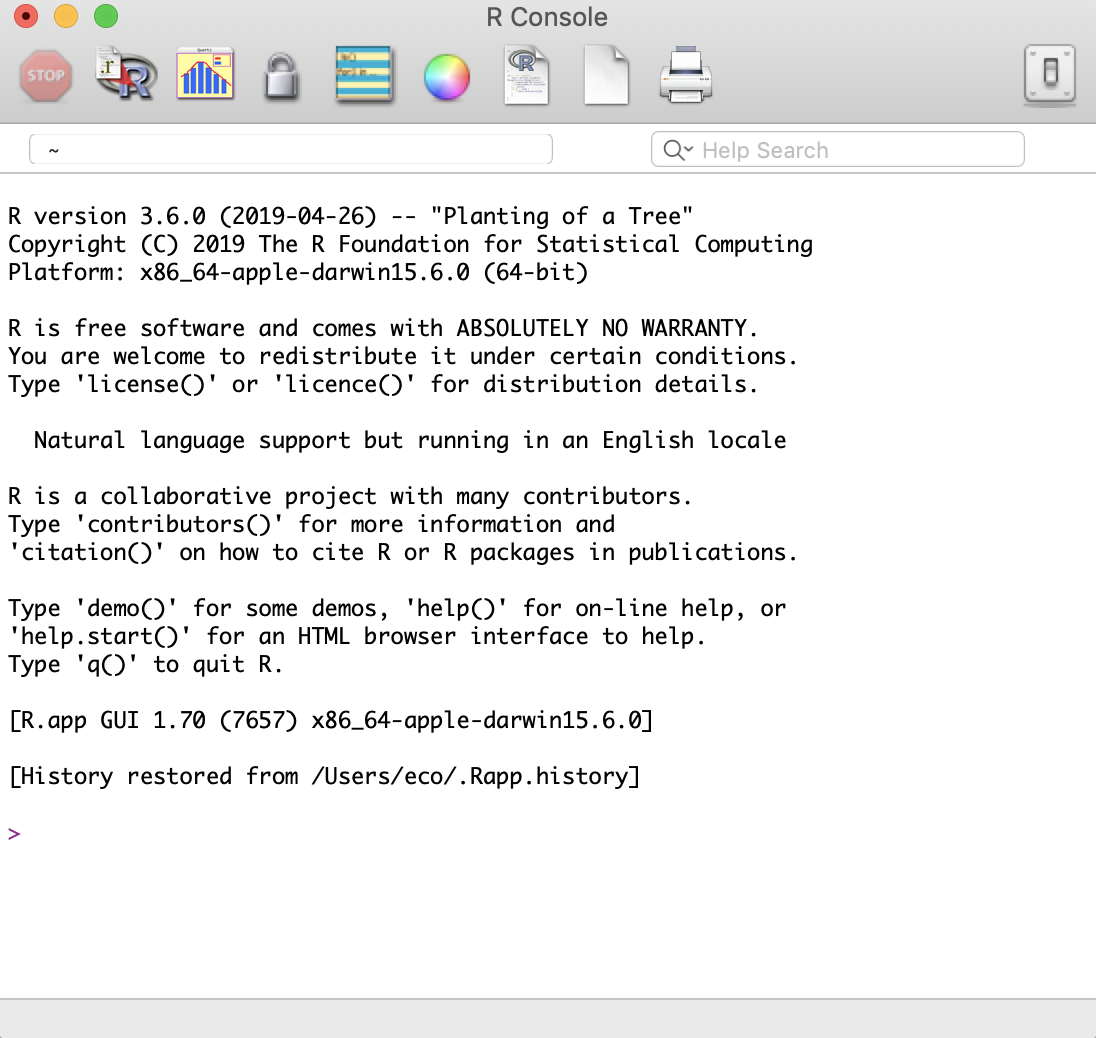 R Console
STOP
~
Help Search
R version 3.6.0 (2019-04-26) -- "Planting of a Tree"
Copyright (C) 2019 The R Foundation for Statistical Computing
Platform: x86_64-apple-darwin15.6.0 (64-bit)
R is free software and comes with ABSOLUTELY NO WARRANTY.
You are welcome to redistribute it under certain conditions.
Type 'license()' or 'licence()' for distribution details.
Natural language support but running in an English locale
R is a collaborative project with many contributors.
Type 'contributors()' for more information and
'citation()' on how to cite R or R packages in publications.
Type 'demo()' for some demos, 'help()' for on-line help, or
'help.start()' for an HTML browser interface to help.
Type 'q()' to quit R.
[R.app GUI 1.70 (7657) x86_64-apple-darwin15.6.0]
[History restored from /Users/eco/.Rapp.history]
>